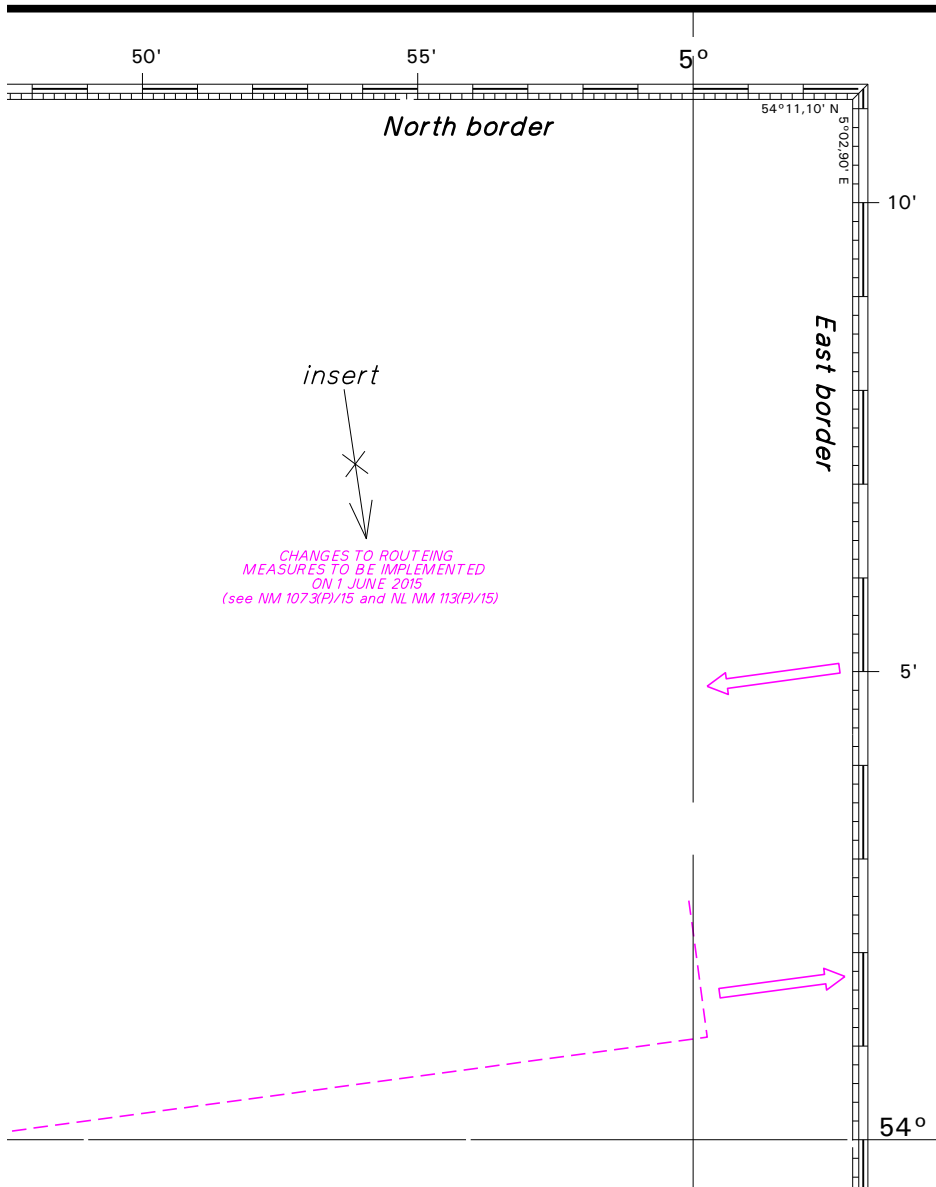 50'
55'
5°
54°11,10' N
5°02,90' E
North border
10'
East border
insert
CHANGES TO ROUTEING
MEASURES TO BE IMPLEMENTED
ON 1 JUNE 2015
(see NM 1073(P)/15 and NL NM 113(P)/15)
5'
54°